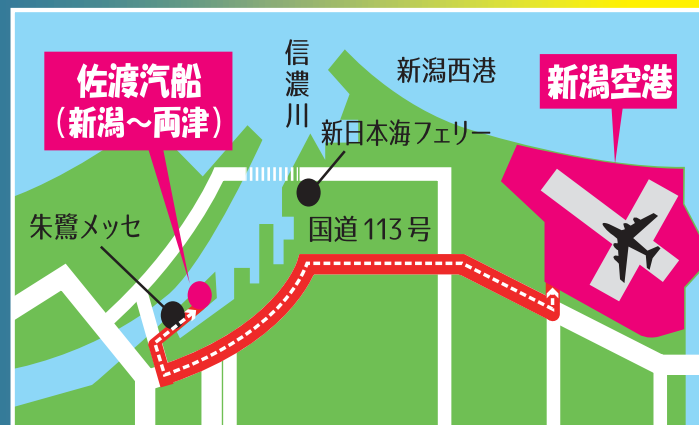 佐渡汽船
（新潟～両津）
信濃川
新潟西港
新潟空港
新日本海フェリー
朱鷺メッセ
国道113号